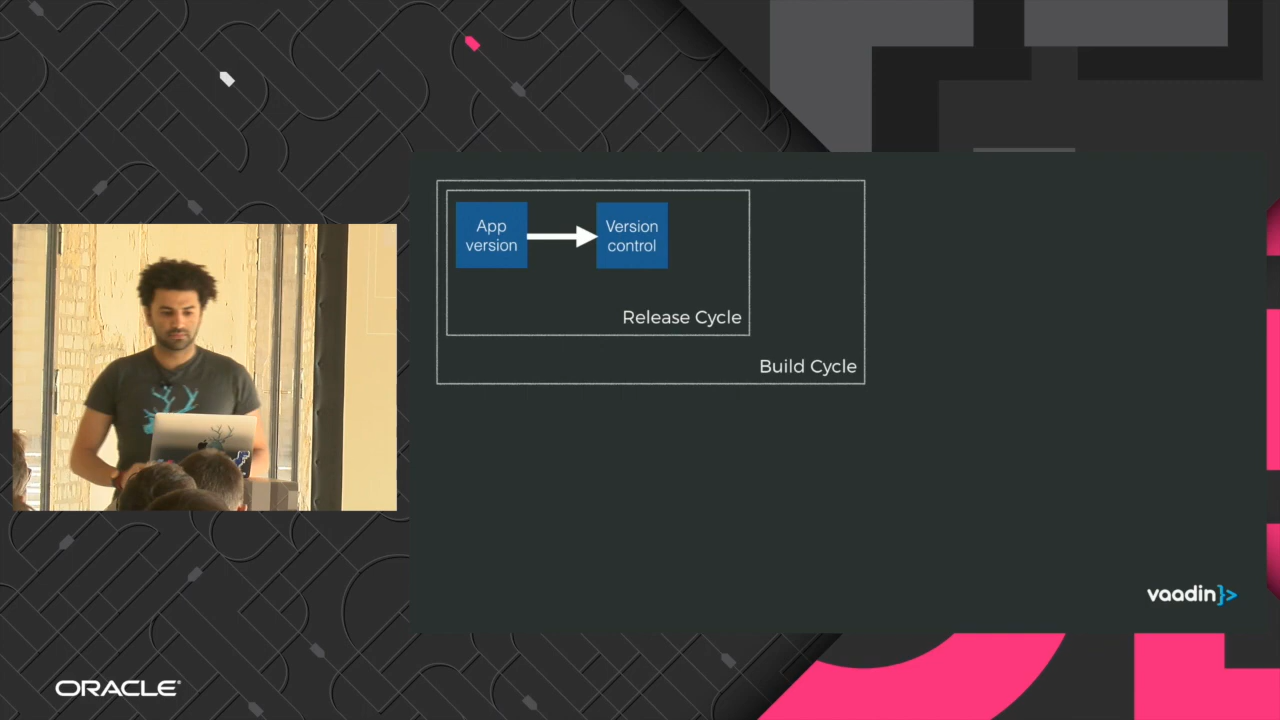 App
version
Version
control
Release Cycle
Build Cycle
vaadin}>
ORACLE